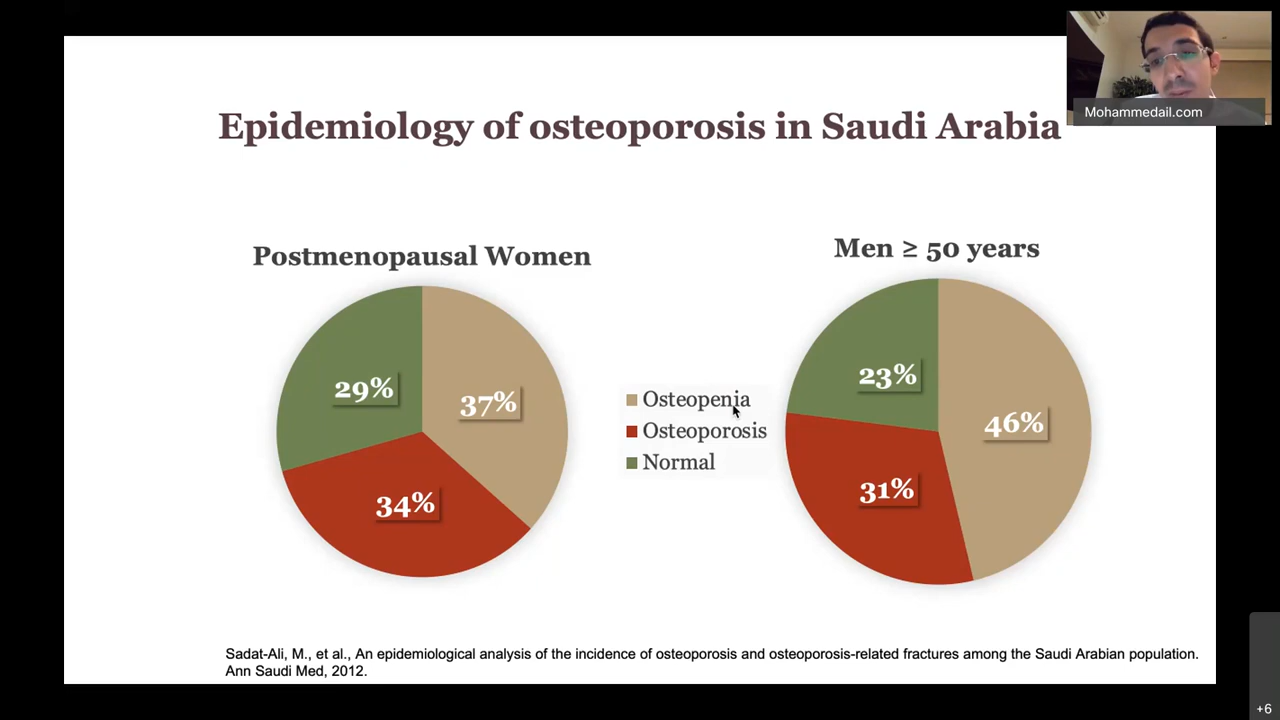 Mohammedail.com
Epidemiology of osteoporosis in Saudi Arabia
Postmenopausal Women
Men ≥ 50 years
29%
37%
34%
Osteopenia
Osteoporosis
Normal
23%
46%
31%
Sadat-Ali, M., et al., An epidemiological analysis of the incidence of osteoporosis and osteoporosis-related fractures among the Saudi Arabian population.
Ann Saudi Med, 2012.
+6